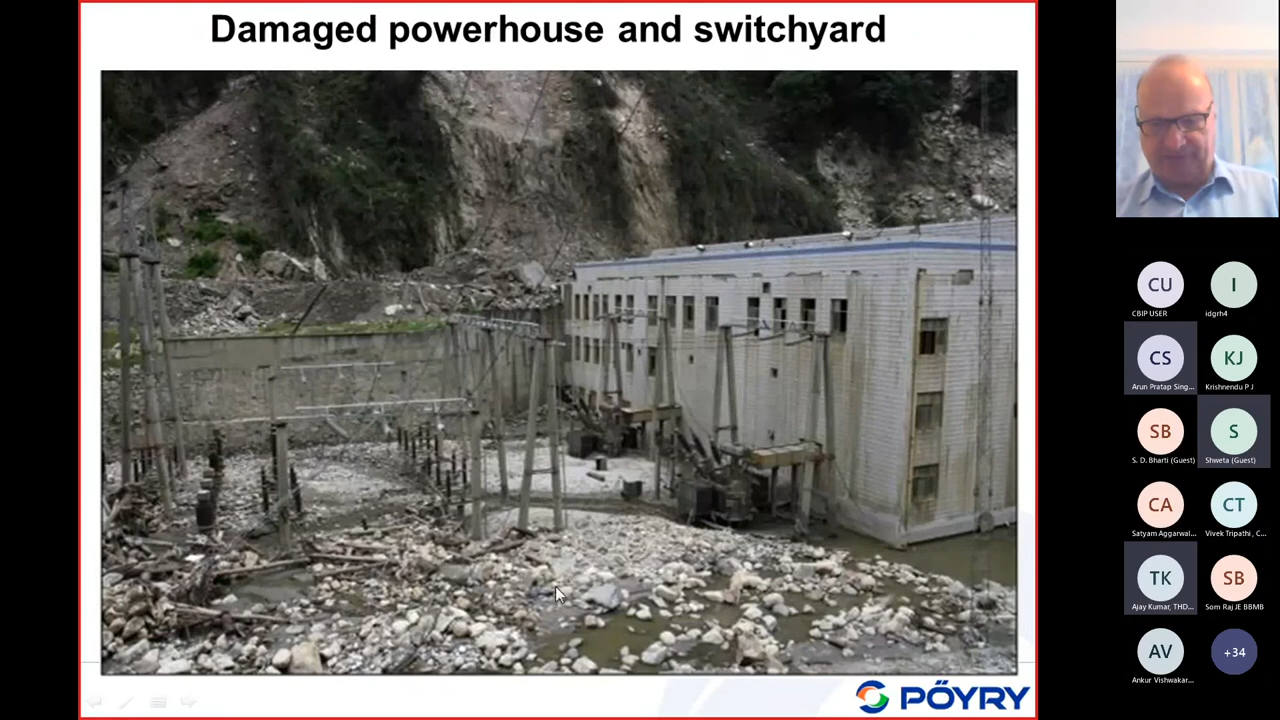 Damaged powerhouse and switchyard
PÖYRY
CU
CBIP USER
I
idgrh4
CS
Arun Pratap Sing...
KJ
Krishnendu P J
SB
S. D. Bharti (Guest)
S
Shweta (Guest)
CA
Satyam Aggarwal...
CT
Vivek Tripathi , C...
TK
Ajay Kumar, THD...
SB
Som Raj JE BBMB
AV
Ankur Vishwakar...
+34